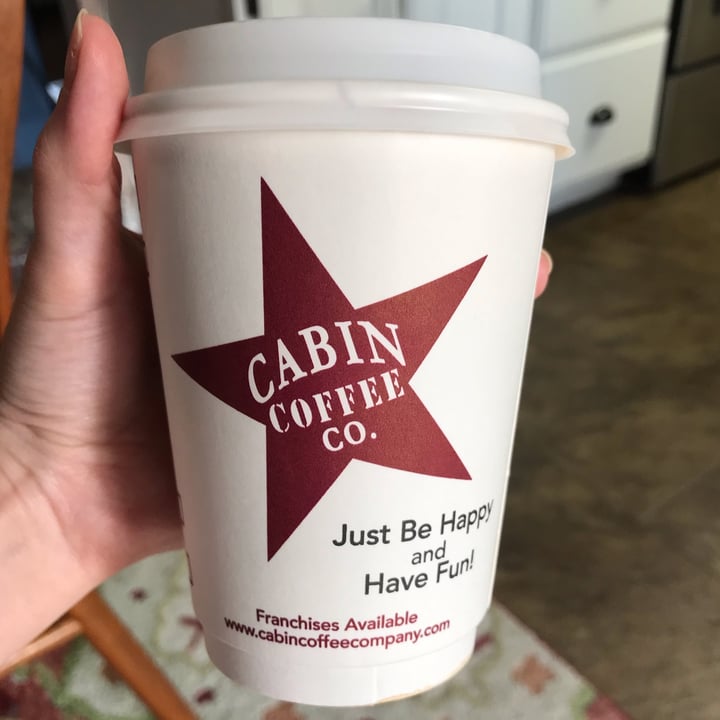 CABIN
COFFEE
CO.
Just Be Happy
and
Have Fun!
Franchises Available
www.cabincoffeecompany.com